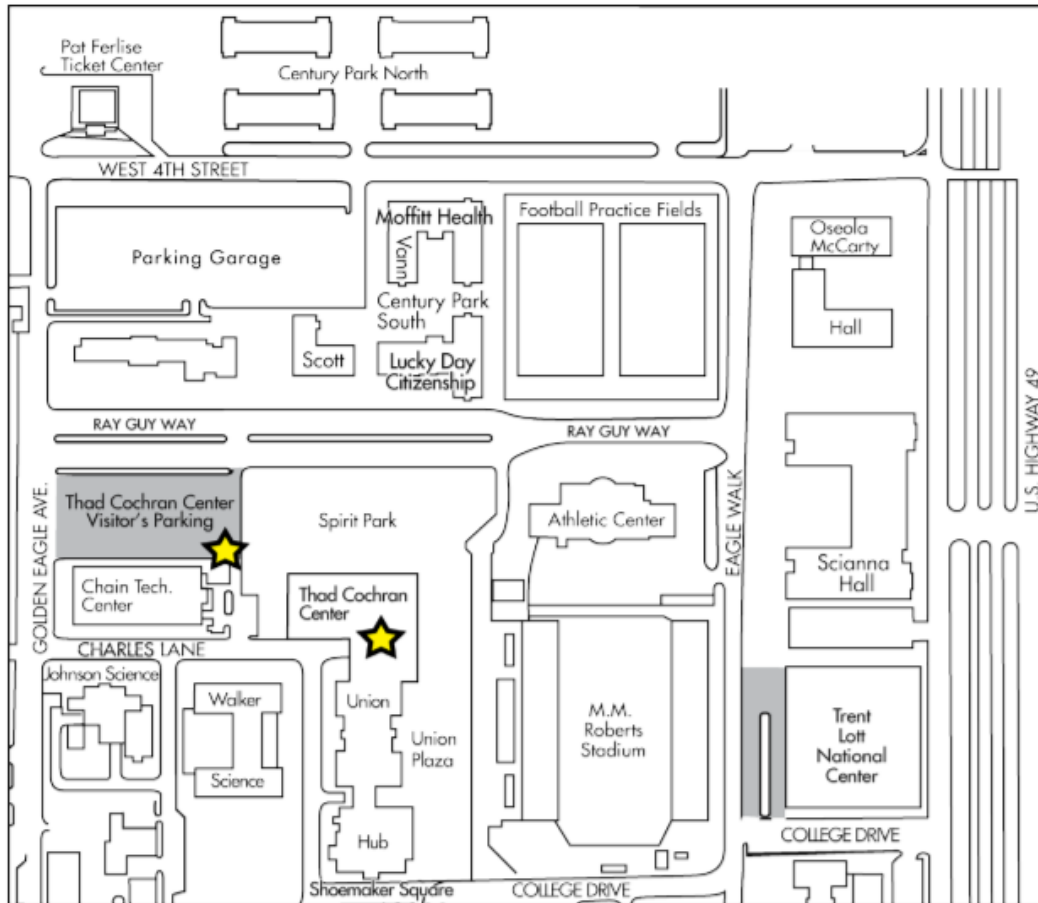 Pat Ferlise
Ticket Center
Century Park North
WEST 4TH STREET
Moffitt Health
Vann
Football Practice Fields
Oseola
McCarty
Parking Garage
Century Park
South
Hall
Scott
Lucky Day
Citizenship
U.S. HIGHWAY 49
RAY GUY WAY
RAY GUY WAY
GOLDEN EAGLE AVE.
Thad Cochran Center
Visitor's Parking
Spirit Park
Athletic Center
EAGLE WALK
Scianna
Hall
Chain Tech.
Center
Thad Cochran
Center
CHARLES LANE
Johnson Science
Walker
Science
Union
Union
Plaza
M.M.
Roberts
Stadium
Trent
Lott
National
Center
Hub
COLLEGE DRIVE
Shoemaker Square
COLLEGE DRIVE